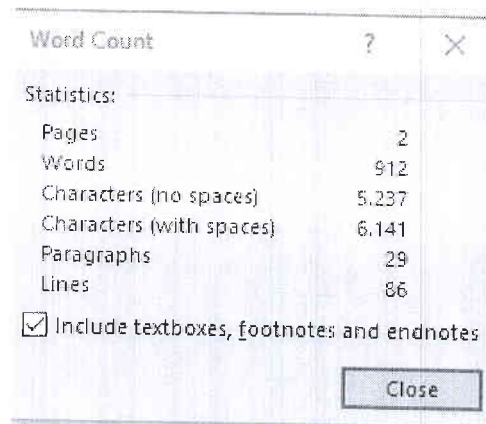 Word Count ? ×
Statistics:
Pages 2
Words 912
Characters (no spaces) 5.237
Characters (with spaces) 6.141
Paragraphs 29
Lines 86
Include textboxes, footnotes and endnotes
Close